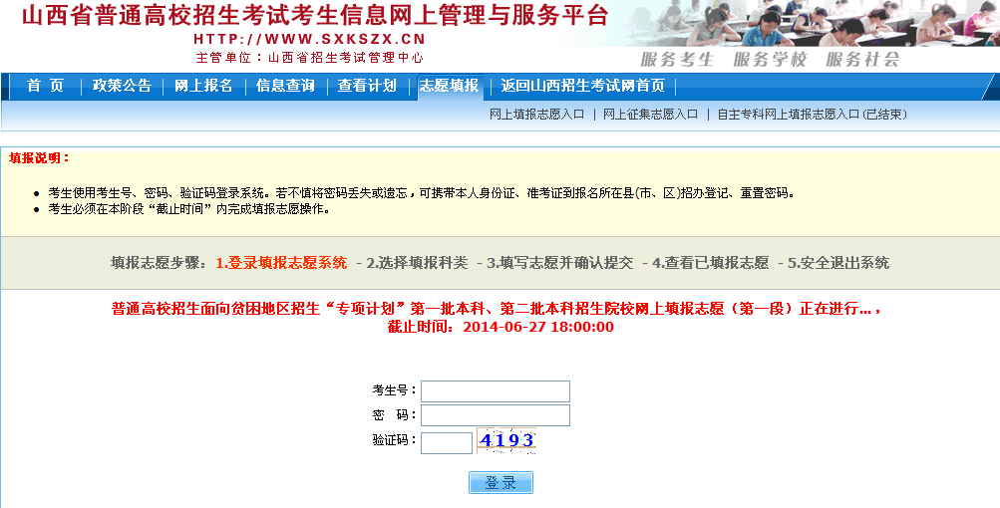 山西省普通高校招生考试考生信息网上管理与服务平台
HTTP://WWW.SXKSZX.CN
主管单位：山西省招生考试管理中心
服务考生 服务学校 服务社会
首 页 | 政策公告 | 网上报名 | 信息查询 | 查看计划 | 志愿填报 | 返回山西招生考试网首页 |
网上填报志愿入口 | 网上征集志愿入口 | 自主专科网上填报志愿入口(已结束)
填报说明：
• 考生使用考生号、密码、验证码登录系统。若不慎将密码丢失或遗忘，可携带本人身份证、准考证到报名所在县(市、区)招办登记、重置密码。
• 考生必须在本阶段“截止时间”内完成填报志愿操作。
填报志愿步骤：1.登录填报志愿系统 - 2.选择填报科类 - 3.填写志愿并确认提交 - 4.查看已填报志愿 - 5.安全退出系统
普通高校招生面向贫困地区招生“专项计划”第一批本科、第二批本科招生院校网上填报志愿（第一段）正在进行...，
截止时间：2014-06-27 18:00:00
考生号：
密 码：
验证码： 4193
登 录